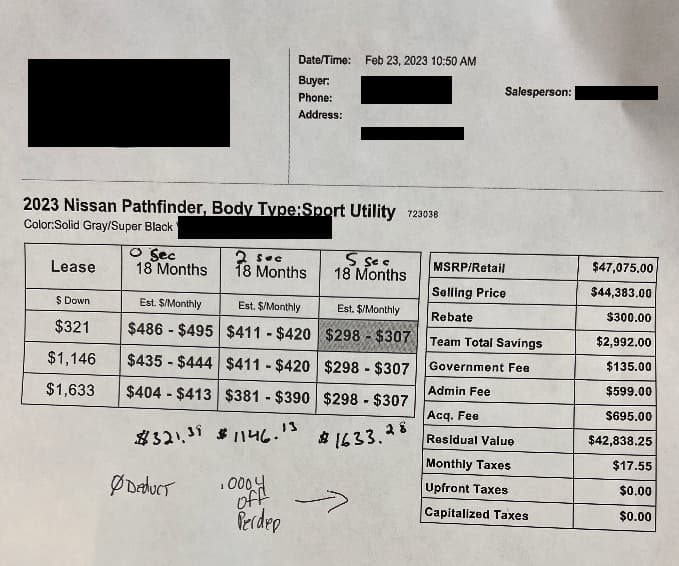 Date/Time: Feb 23, 2023 10:50 AM
Buyer:
Phone:
Salesperson:
Address:
2023 Nissan Pathfinder, Body Type:Sport Utility 723038
Color:Solid Gray/Super Black
Lease
0 Sec
18 Months
2 sec
18 Months
5 Sec
18 Months
$ Down
Est. $/Monthly
Est. $/Monthly
Est. $/Monthly
$321 $486 - $495 $411 - $420 $298 - $307
$1,146 $435 - $444 $411 - $420 $298 - $307
$1,633 $404 - $413 $381 - $390 $298 - $307
MSRP/Retail $47,075.00
Selling Price $44,383.00
Rebate $300.00
Team Total Savings $2,992.00
Government Fee $135.00
Admin Fee $599.00
Acq. Fee $695.00
Residual Value $42,838.25
Monthly Taxes $17.55
Upfront Taxes $0.00
Capitalized Taxes $0.00
$321.39 $1146.13 $1633.28
Ø Deduct
.0004
off
Per dep